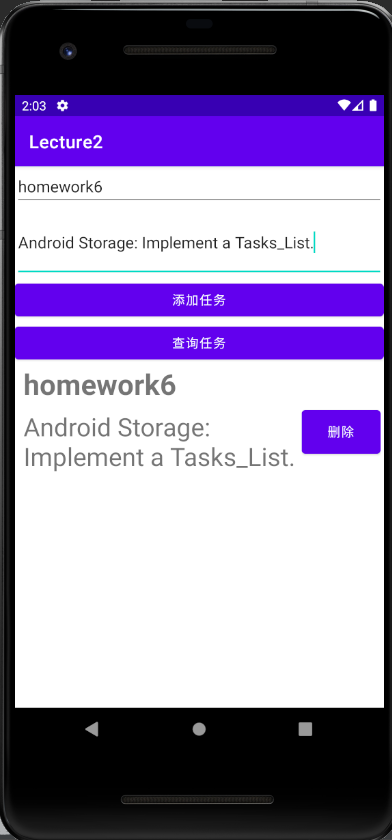 2:03
Lecture2
homework6
Android Storage: Implement a Tasks_List.
添加任务
查询任务
homework6
Android Storage:
Implement a Tasks_List.
删除